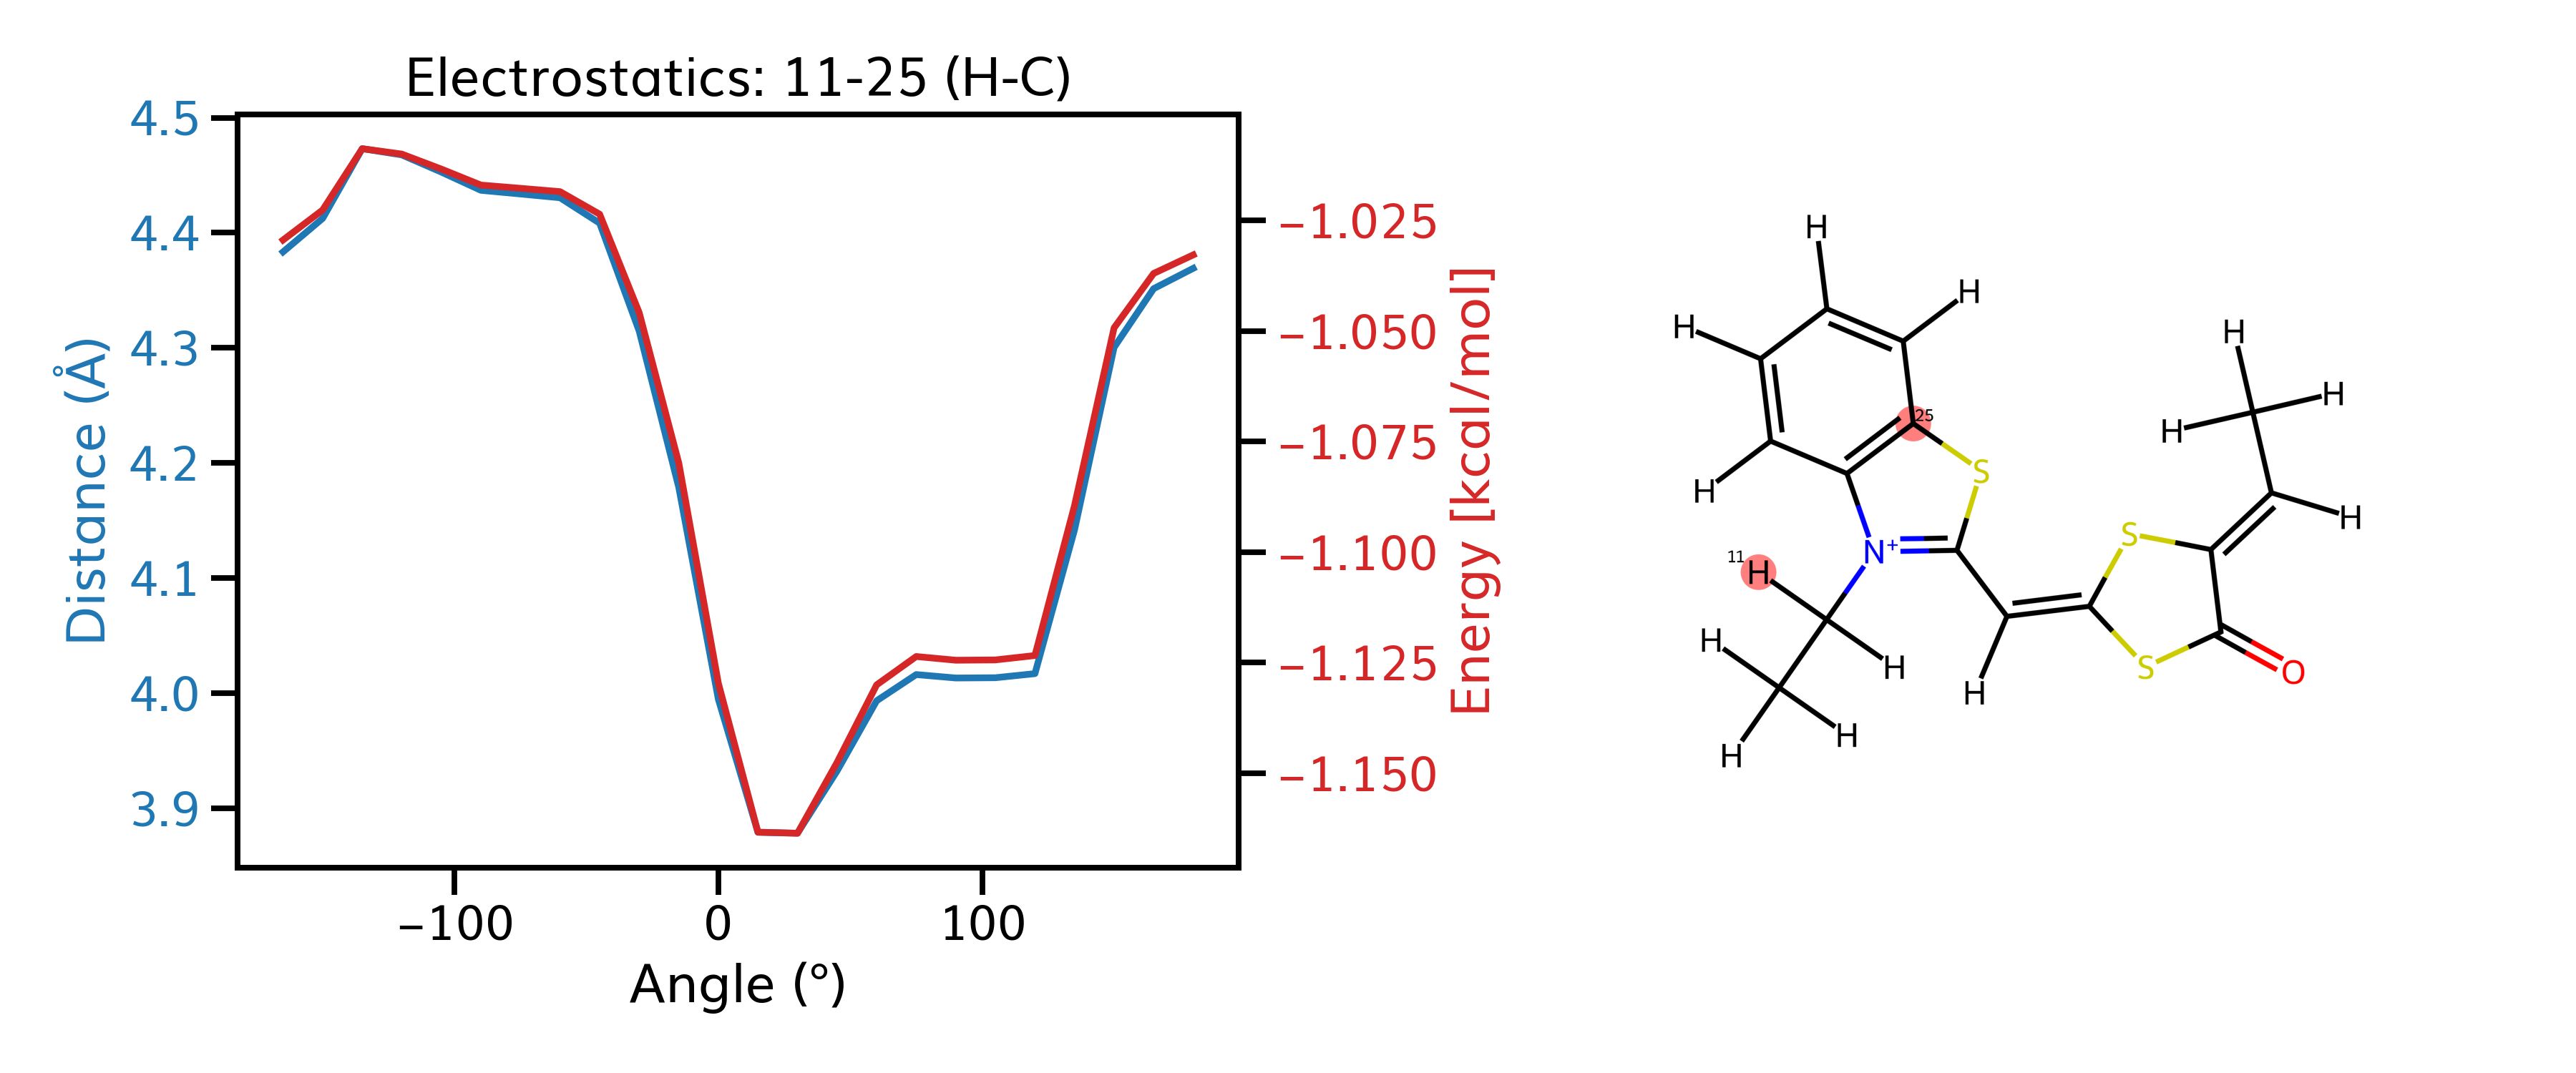 Electrostatics: 11-25 (H-C)
4.5
4.4
4.3
4.2
4.1
4.0
3.9
Distance (Å)
−100
0
100
Angle (°)
−1.025
−1.050
−1.075
−1.100
−1.125
−1.150
Energy [kcal/mol]
H
H
H
H
H
H
25
S
H
H
S
N+
11
H
H
H
H
S
O
H
H